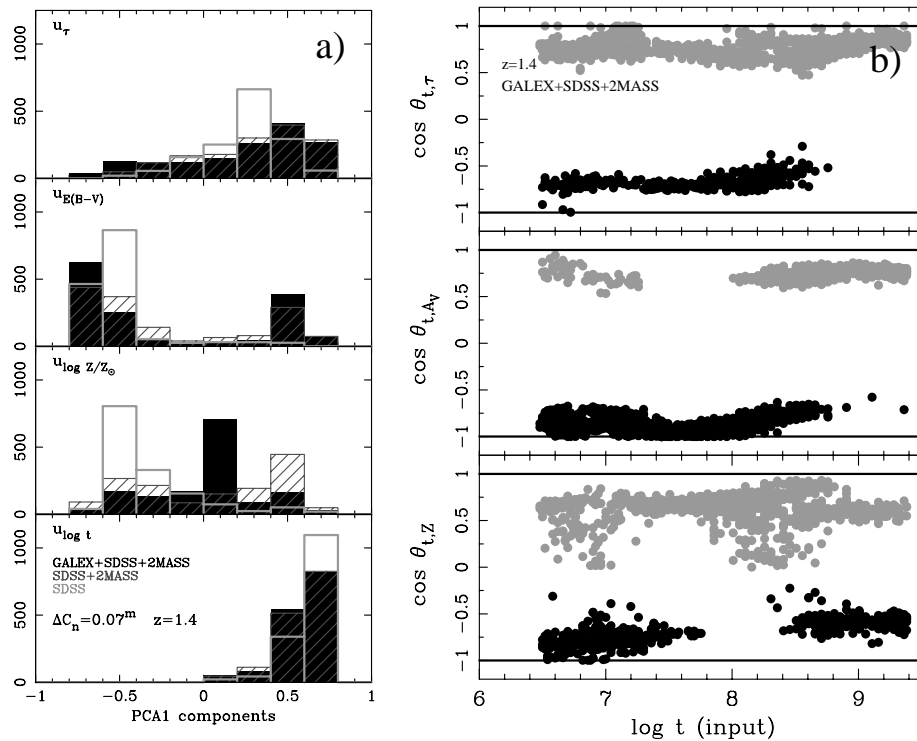 a)
u_τ
1000
500
0
u_E(B−V)
1000
500
0
u_log Z/Z⊙
1000
500
0
u_log t
GALEX+SDSS+2MASS
SDSS+2MASS
SDSS
ΔC_n=0.07^m z=1.4
1000
500
0
−1 −0.5 0 0.5 1
PCA1 components
b)
z=1.4
GALEX+SDSS+2MASS
cos θ_t,τ
1
0.5
0
−0.5
−1
cos θ_t,A_V
1
0.5
0
−0.5
−1
cos θ_t,Z
1
0.5
0
−0.5
−1
6 7 8 9
log t (input)